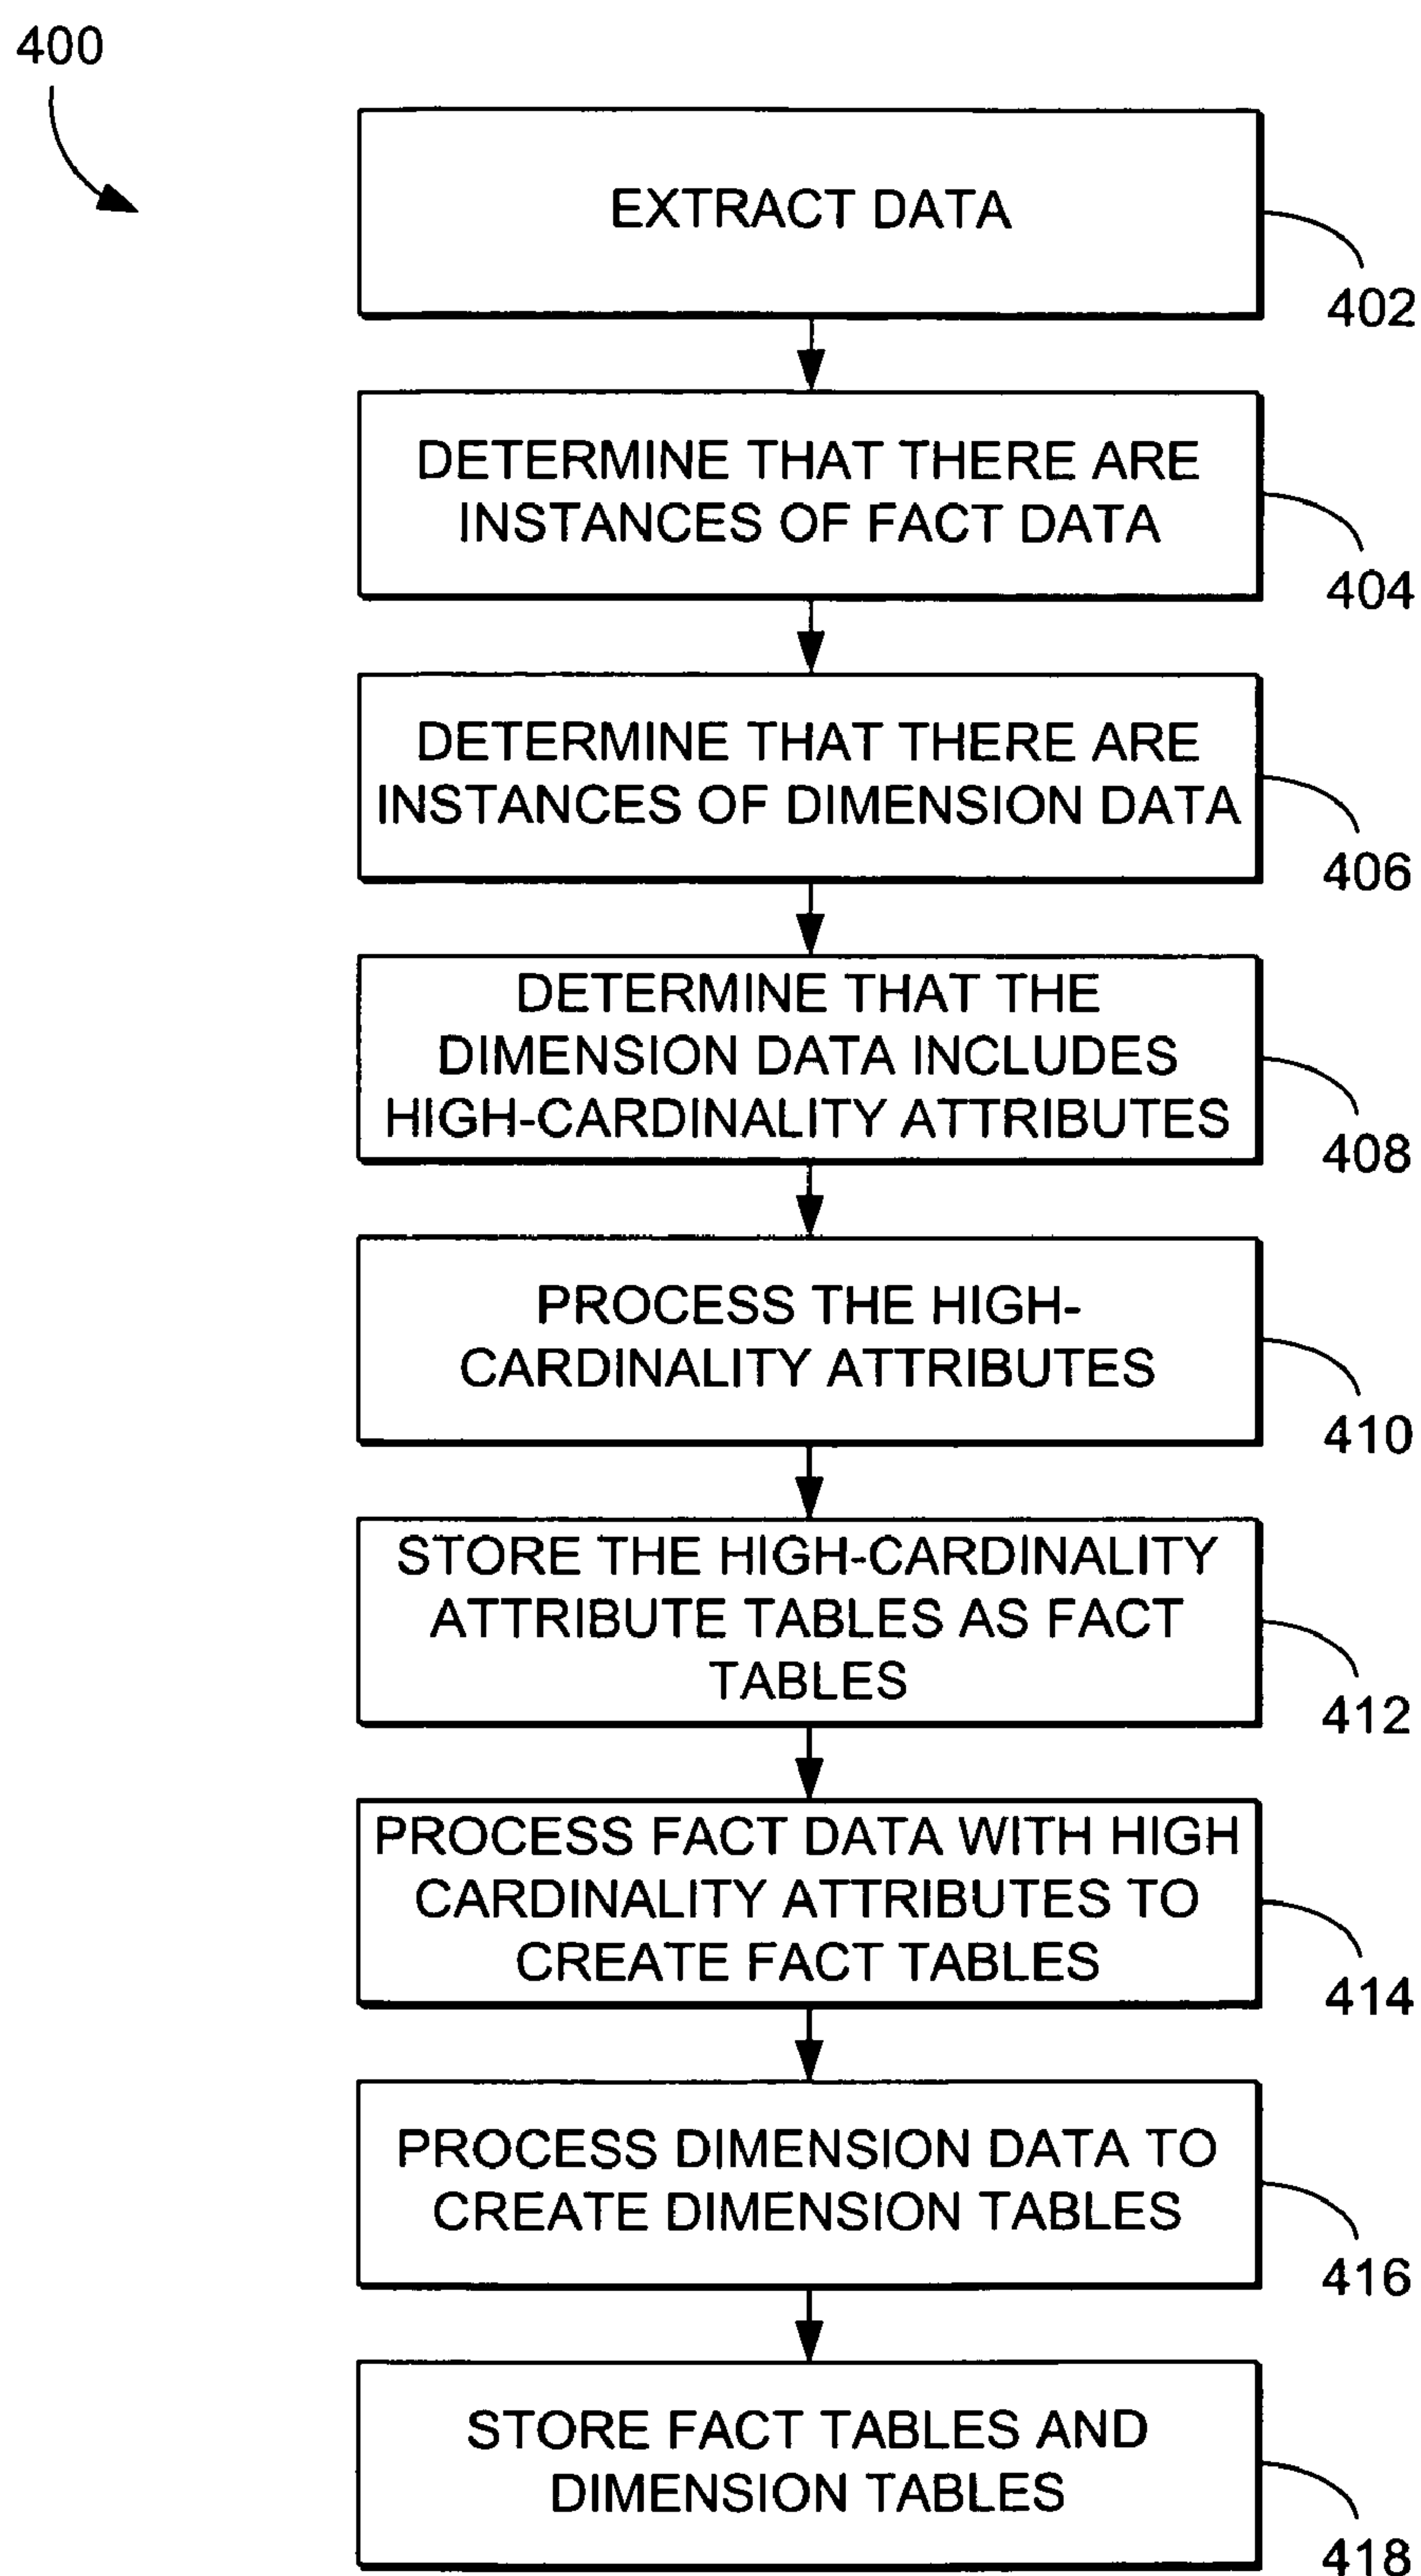 400
EXTRACT DATA
402
DETERMINE THAT THERE ARE
INSTANCES OF FACT DATA
404
DETERMINE THAT THERE ARE
INSTANCES OF DIMENSION DATA
406
DETERMINE THAT THE
DIMENSION DATA INCLUDES
HIGH-CARDINALITY ATTRIBUTES
408
PROCESS THE HIGH-
CARDINALITY ATTRIBUTES
410
STORE THE HIGH-CARDINALITY
ATTRIBUTE TABLES AS FACT
TABLES
412
PROCESS FACT DATA WITH HIGH
CARDINALITY ATTRIBUTES TO
CREATE FACT TABLES
414
PROCESS DIMENSION DATA TO
CREATE DIMENSION TABLES
416
STORE FACT TABLES AND
DIMENSION TABLES
418